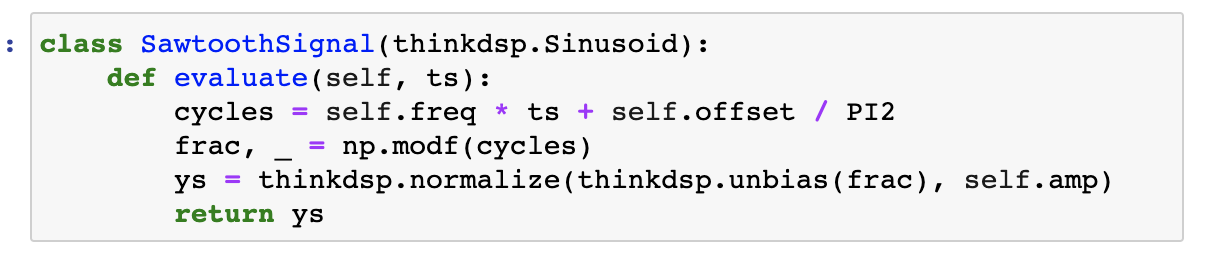 : class SawtoothSignal(thinkdsp.Sinusoid):
    def evaluate(self, ts):
        cycles = self.freq * ts + self.offset / PI2
        frac, _ = np.modf(cycles)
        ys = thinkdsp.normalize(thinkdsp.unbias(frac), self.amp)
        return ys